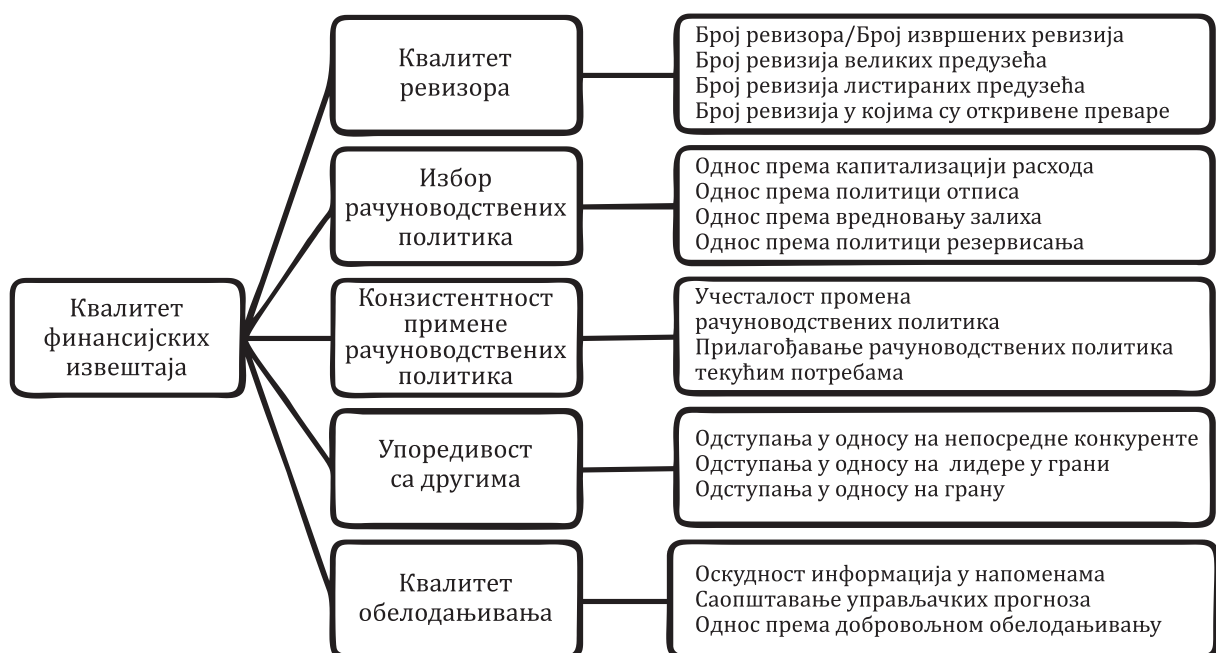 Квалитет
финансијских
извештаја
Квалитет
ревизора
Број ревизора/Број извршених ревизија
Број ревизија великих предузећа
Број ревизија листираних предузећа
Број ревизија у којима су откривене преваре
Избор
рачуноводствених
политика
Однос према капитализацији расхода
Однос према политици отписа
Однос према вредновању залиха
Однос према политици резервисања
Конзистентност
примене
рачуноводствених
политика
Учесталост промена
рачуноводствених политика
Прилагођавање рачуноводствених политика
текућим потребама
Упоредивост
са другима
Одступања у односу на непосредне конкуренте
Одступања у односу на лидере у грани
Одступања у односу на грану
Квалитет
обелодањивања
Оскудност информација у напоменама
Саопштавање управљачких прогноза
Однос према добровољном обелодањивању